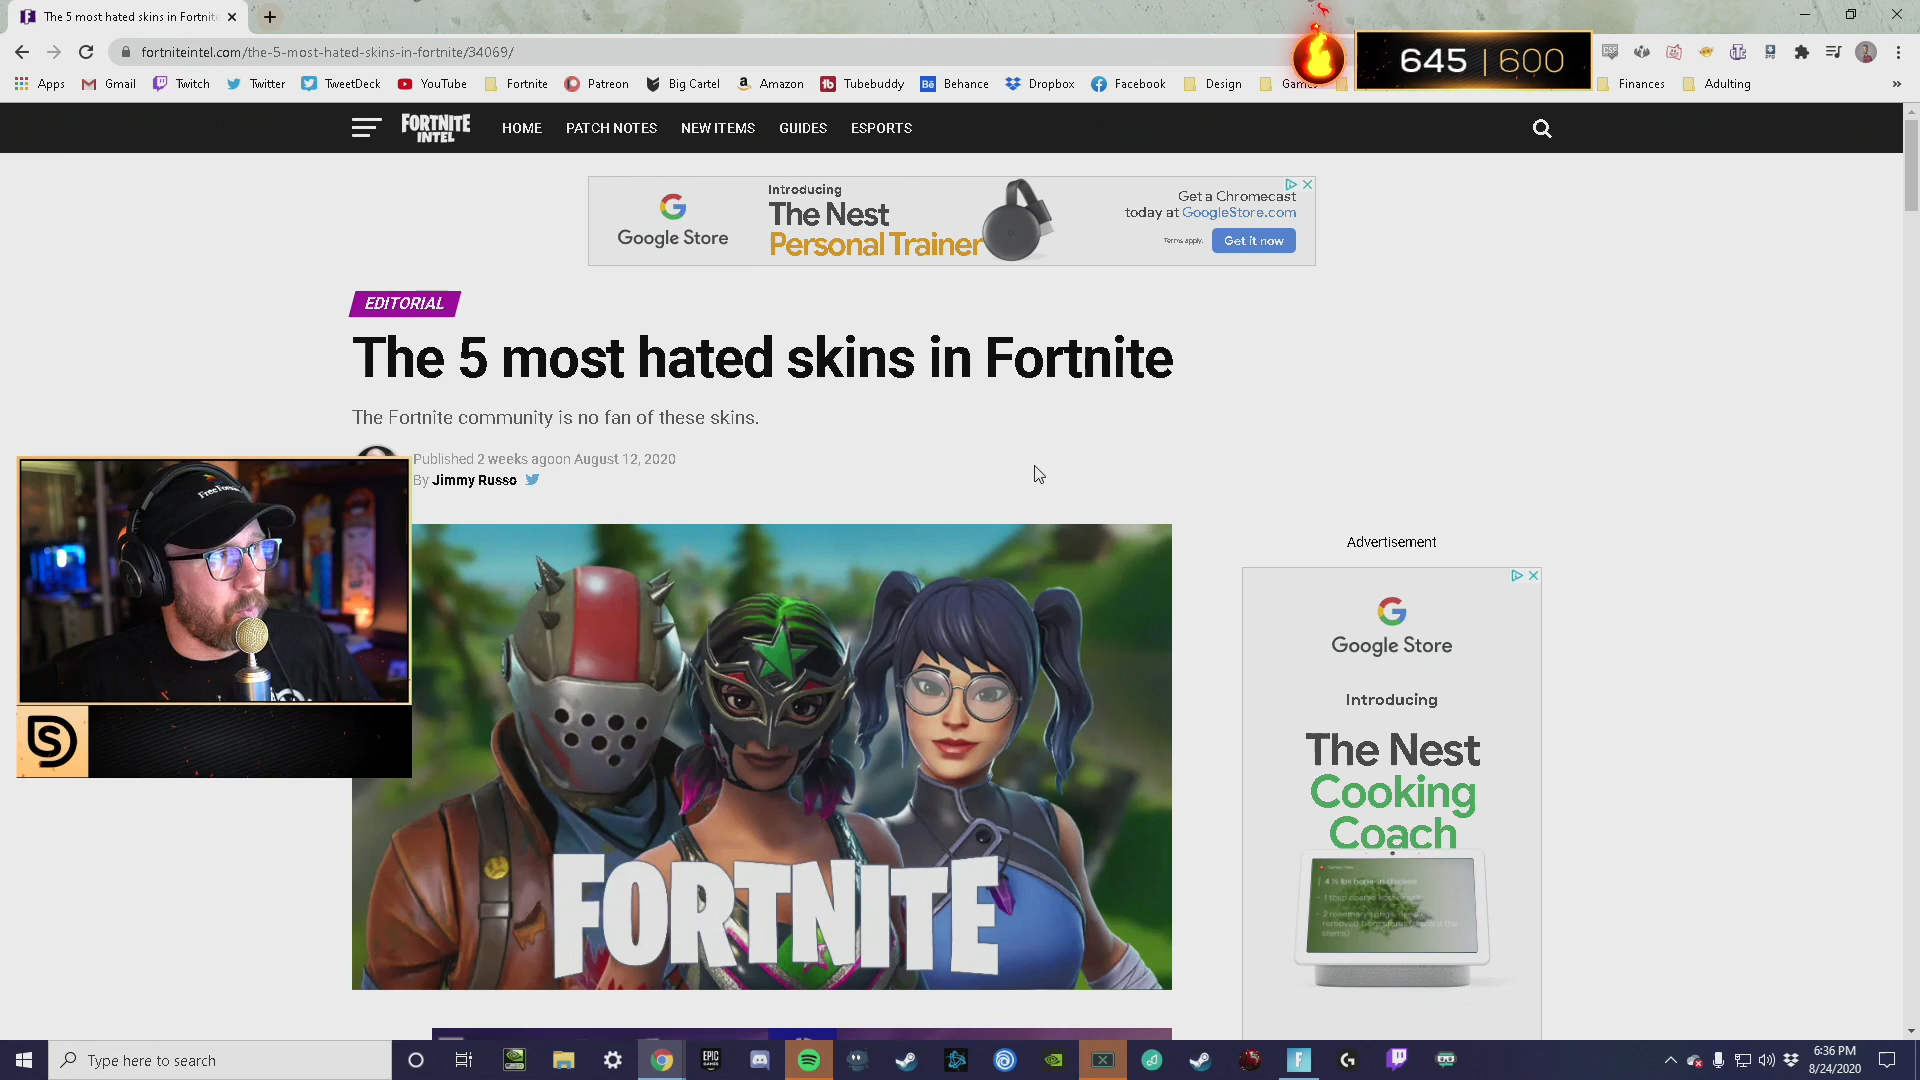 The 5 most hated skins in Fortnite
fortniteintel.com/the-5-most-hated-skins-in-fortnite/34069/
645 | 600
Apps
Gmail
Twitch
Twitter
TweetDeck
YouTube
Fortnite
Patreon
Big Cartel
Amazon
Tubebuddy
Behance
Dropbox
Facebook
Design
Finances
Adulting
FORTNITE
INTEL
HOME
PATCH NOTES
NEW ITEMS
GUIDES
ESPORTS
Google Store
Introducing
The Nest
Personal Trainer
Get a Chromecast
today at GoogleStore.com
Terms apply.
Get it now
EDITORIAL
The 5 most hated skins in Fortnite
The Fortnite community is no fan of these skins.
Published 2 weeks agoon August 12, 2020
By Jimmy Russo
FORTNITE
Advertisement
Google Store
Introducing
The Nest
Cooking
Coach
Type here to search
EPIC
GAMES
6:36 PM
8/24/2020